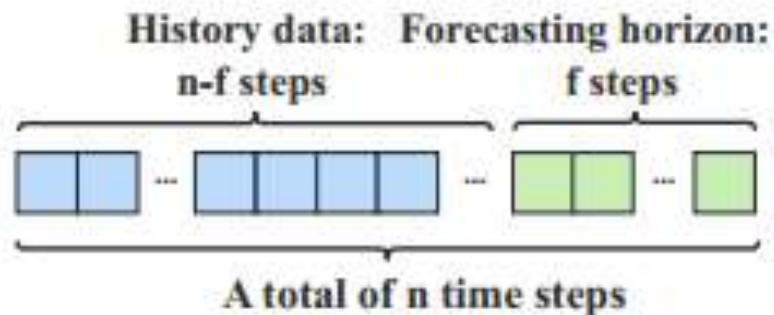 History data:
n-f steps
Forecasting horizon:
f steps
... ... ...
A total of n time steps